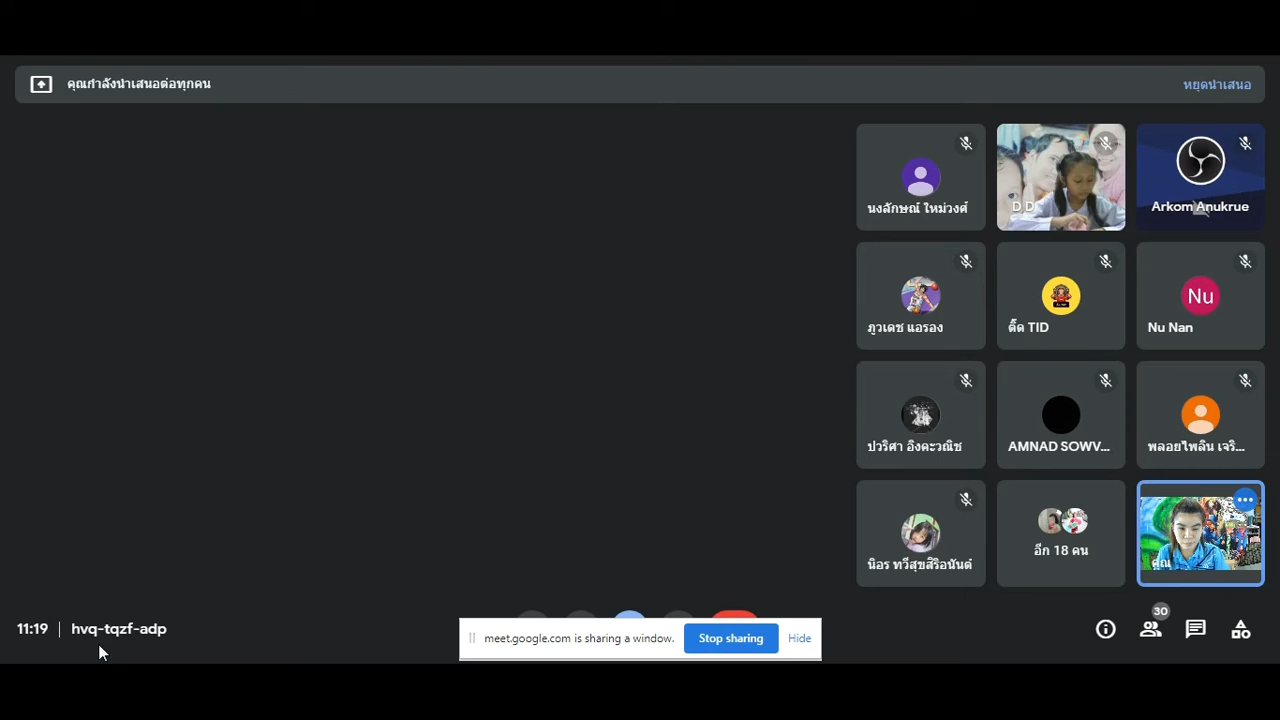 คุณกำลังนำเสนอต่อทุกคน
หยุดนำเสนอ
นงลักษณ์ ใหม่วงศ์
D D
Arkom Anukrue
ภูวเดช แอรอง
ติ๊ด TID
Nu
Nu Nan
ปวริศา อิงคะวณิช
AMNAD SOWV...
พลอยไพลิน เจริ...
นิอร ทวีสุขสิริอนันต์
อีก 18 คน
คุณ
11:19 | hvq-tqzf-adp
meet.google.com is sharing a window.
Stop sharing
Hide
30